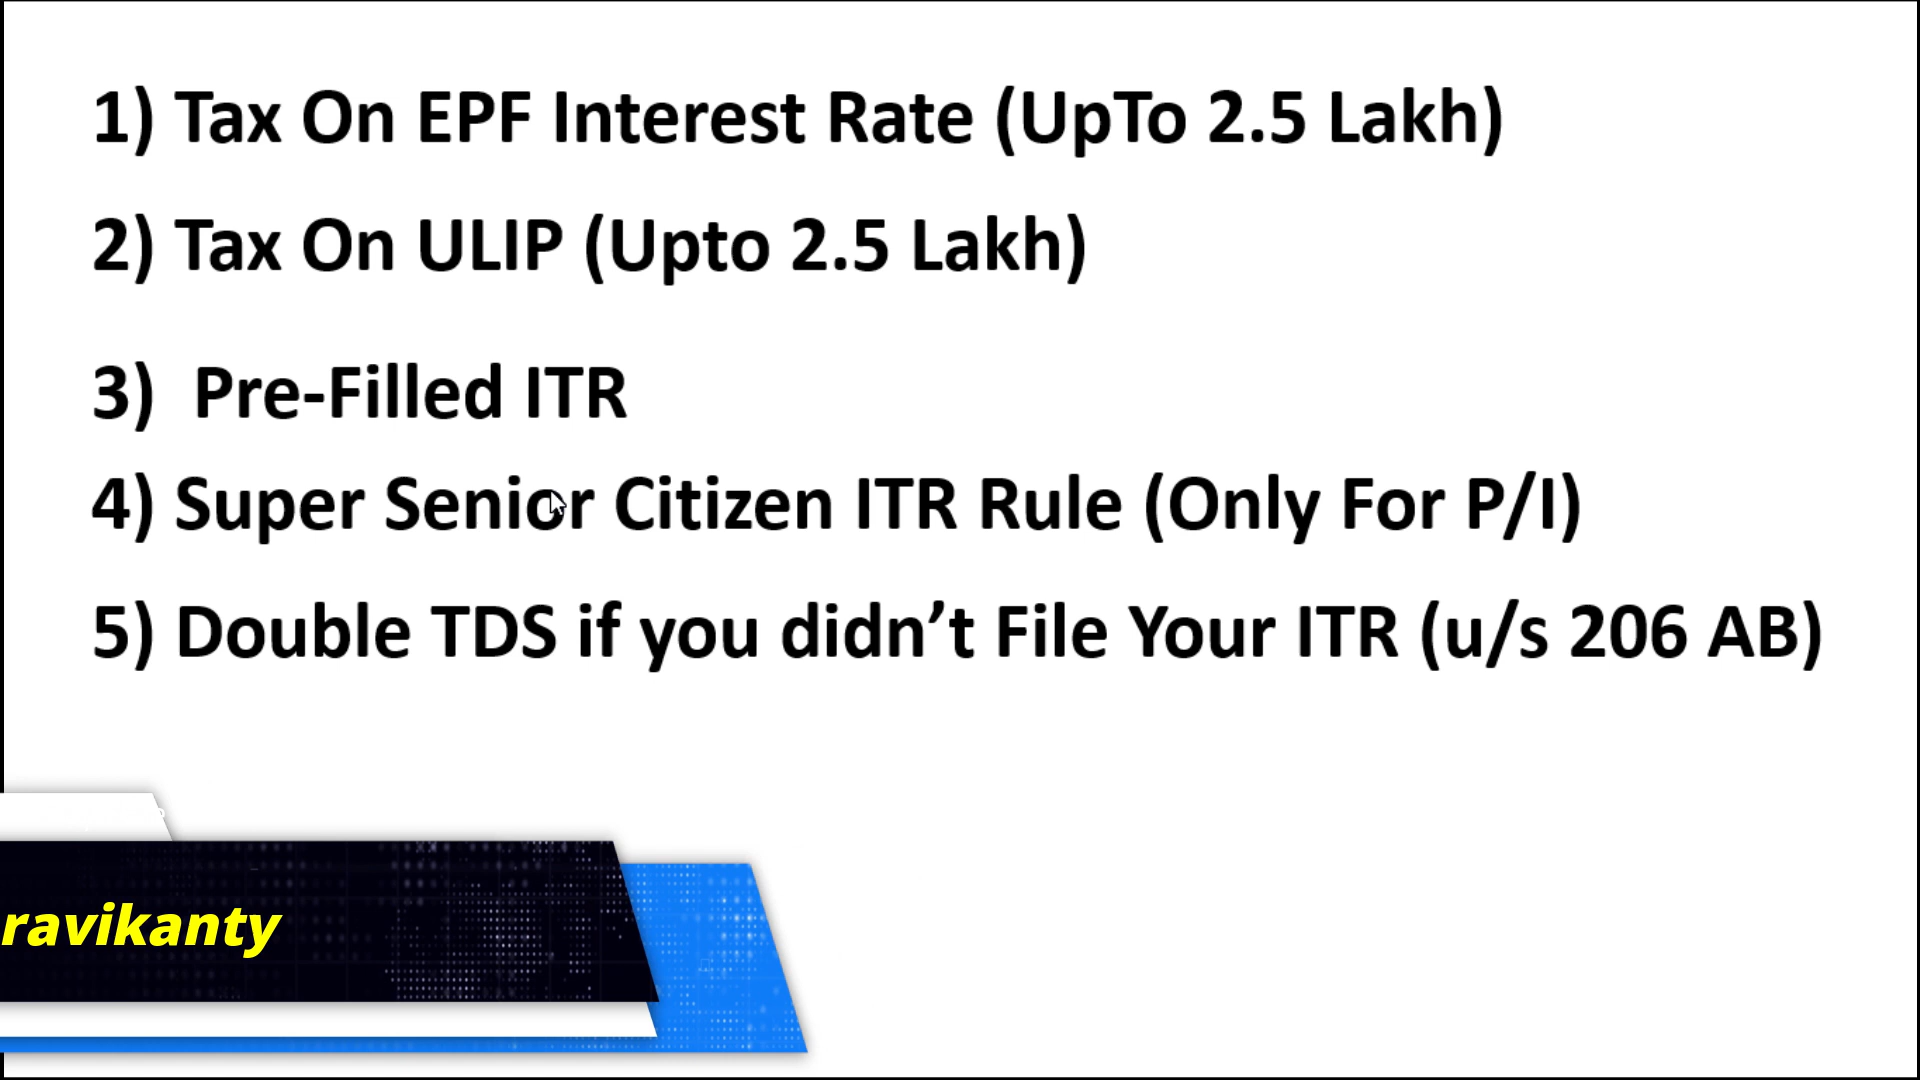 1) Tax On EPF Interest Rate (UpTo 2.5 Lakh)
2) Tax On ULIP (Upto 2.5 Lakh)
3) Pre-Filled ITR
4) Super Senior Citizen ITR Rule (Only For P/I)
5) Double TDS if you didn’t File Your ITR (u/s 206 AB)
ravikanty